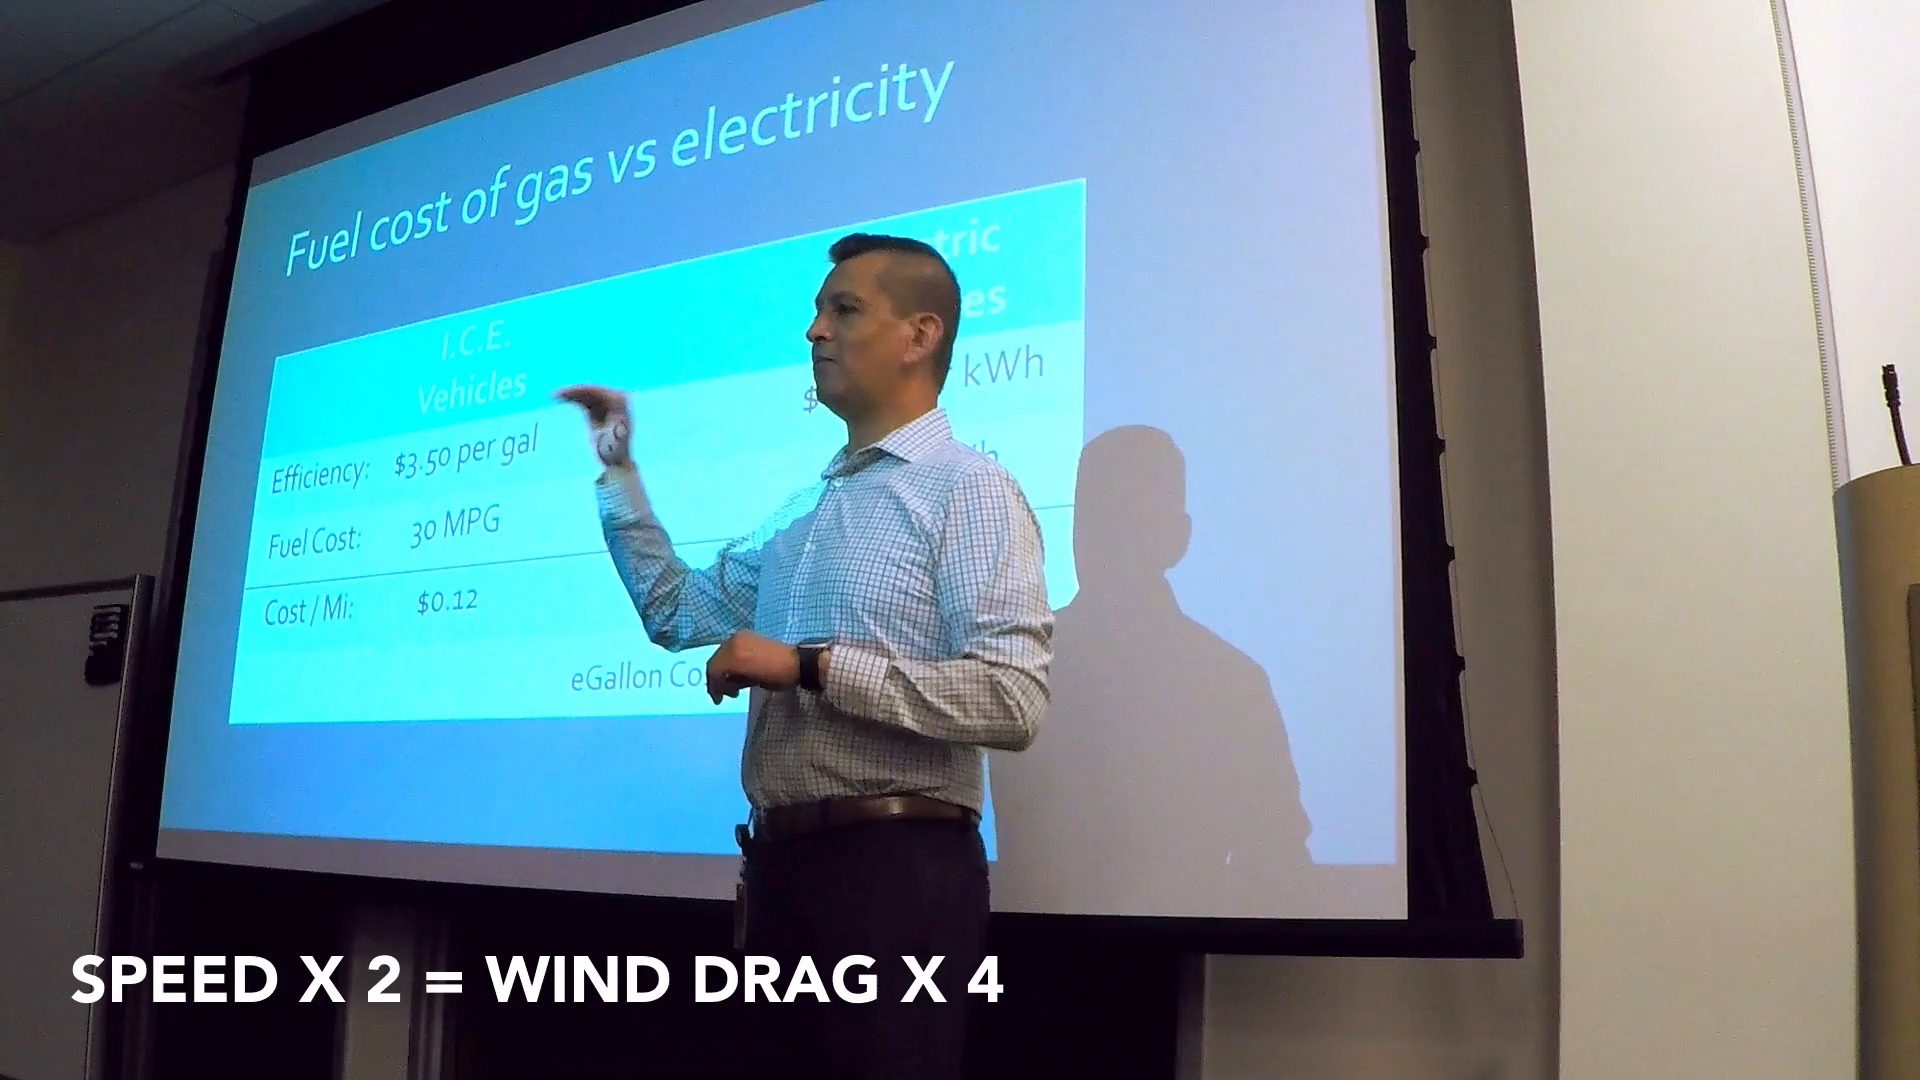 Fuel cost of gas vs electricity
I.C.E.
Vehicles
kWh
Efficiency: $3.50 per gal
Fuel Cost: 30 MPG
Cost / Mi: $0.12
eGallon
SPEED X 2 = WIND DRAG X 4